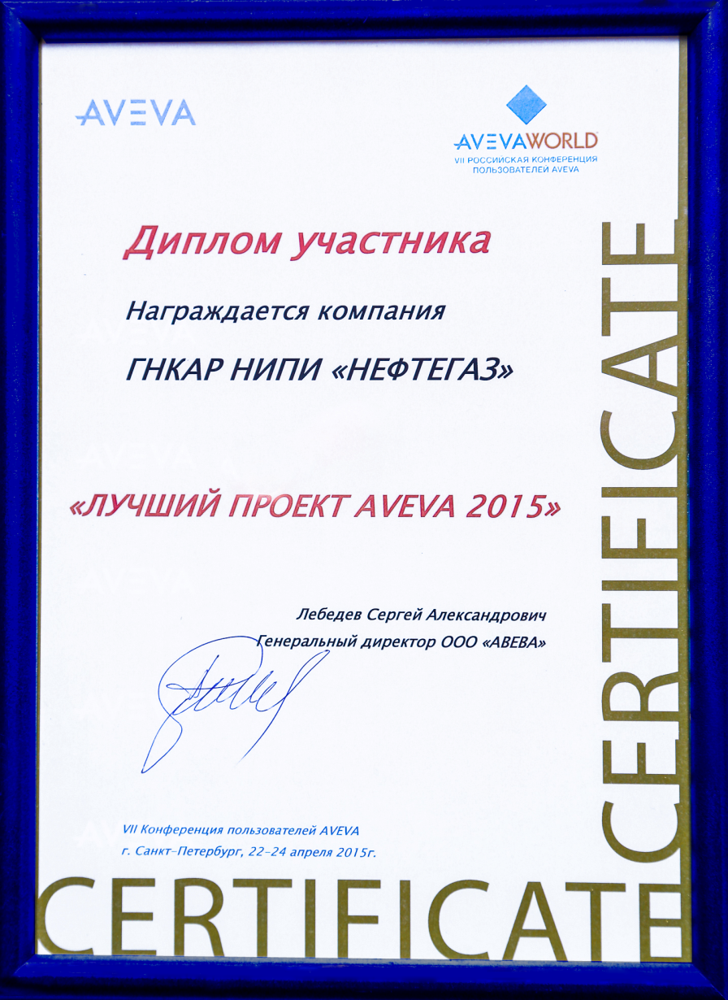 AVEVA
AVEVAWORLD
VII РОССИЙСКАЯ КОНФЕРЕНЦИЯ
ПОЛЬЗОВАТЕЛЕЙ AVEVA
Диплом участника
Награждается компания
ГНКАР НИПИ «НЕФТЕГАЗ»
«ЛУЧШИЙ ПРОЕКТ AVEVA 2015»
Лебедев Сергей Александрович
Генеральный директор ООО «АВЕВА»
VII Конференция пользователей AVEVA
г. Санкт-Петербург, 22-24 апреля 2015г.
CERTIFICATE
CERTIFICATE